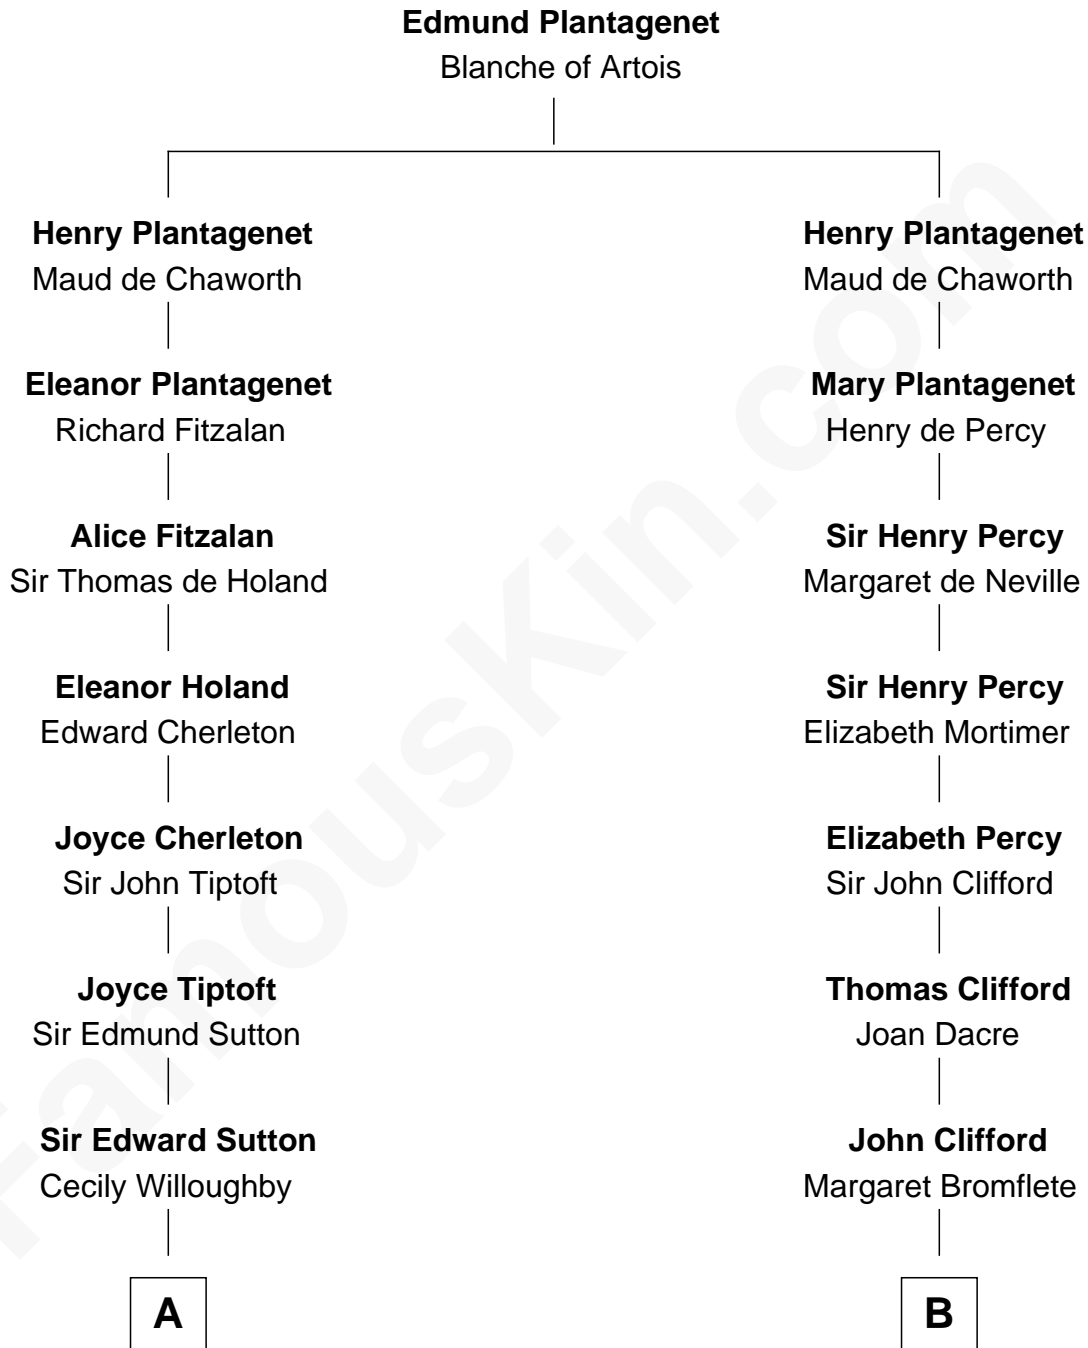 Edmund Plantagenet
Blanche of Artois
Henry Plantagenet
Maud de Chaworth
Henry Plantagenet
Maud de Chaworth
Eleanor Plantagenet
Richard Fitzalan
Mary Plantagenet
Henry de Percy
Alice Fitzalan
Sir Thomas de Holand
Sir Henry Percy
Margaret de Neville
Eleanor Holand
Edward Cherleton
Sir Henry Percy
Elizabeth Mortimer
Joyce Cherleton
Sir John Tiptoft
Elizabeth Percy
Sir John Clifford
Joyce Tiptoft
Sir Edmund Sutton
Thomas Clifford
Joan Dacre
Sir Edward Sutton
Cecily Willoughby
John Clifford
Margaret Bromflete
A
B
FamousKin.com